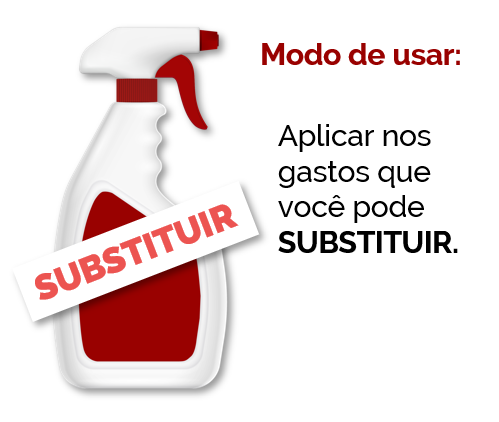 Modo de usar:
Aplicar nos
gastos que
você pode
SUBSTITUIR.
SUBSTITUIR